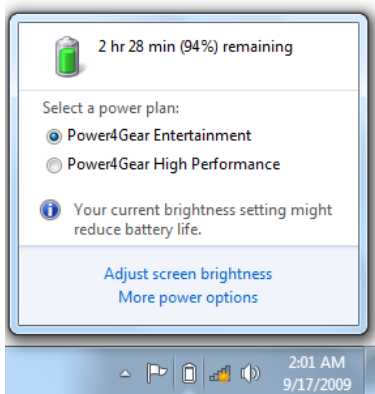 2 hr 28 min (94%) remaining
Select a power plan:
Power4Gear Entertainment
Power4Gear High Performance
Your current brightness setting might
reduce battery life.
Adjust screen brightness
More power options
2:01 AM
9/17/2009